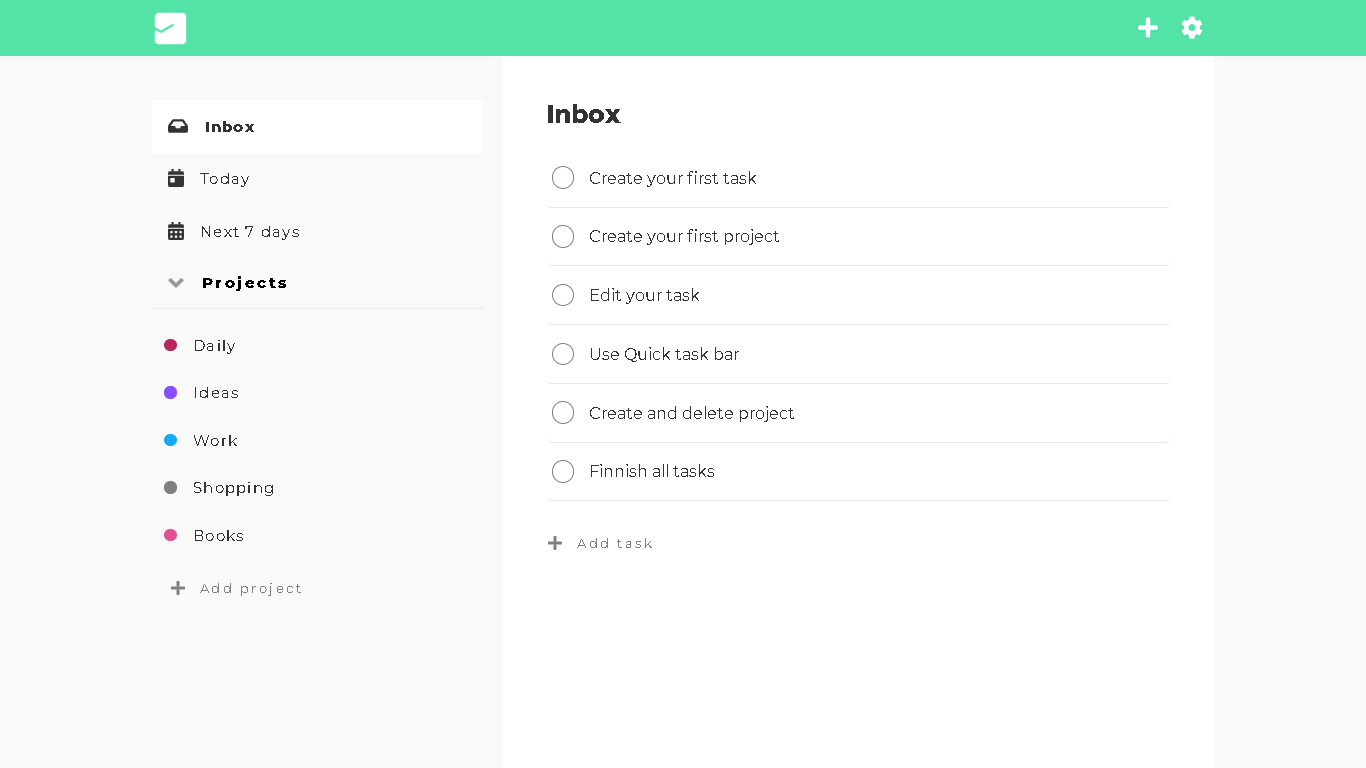 Inbox
Today
Next 7 days
Projects
Daily
Ideas
Work
Shopping
Books
Add project
Inbox
Create your first task
Create your first project
Edit your task
Use Quick task bar
Create and delete project
Finnish all tasks
Add task